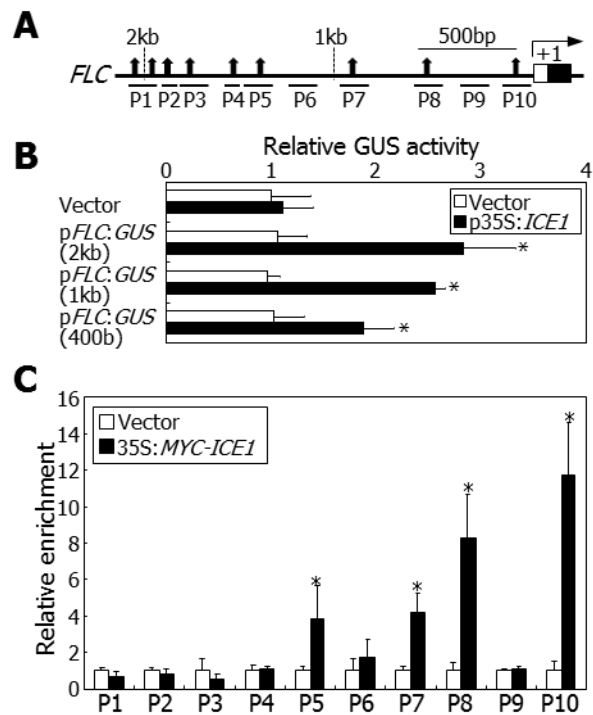 A
2kb 1kb 500bp +1
FLC
P1 P2 P3 P4 P5 P6 P7 P8 P9 P10
B
Relative GUS activity
0 1 2 3 4
Vector
p35S:ICE1
Vector
pFLC:GUS
(2kb)
*
pFLC:GUS
(1kb)
*
pFLC:GUS
(400b)
*
C
Relative enrichment
16
14
12
10
8
6
4
2
0
Vector
35S:MYC-ICE1
* * * *
P1 P2 P3 P4 P5 P6 P7 P8 P9 P10